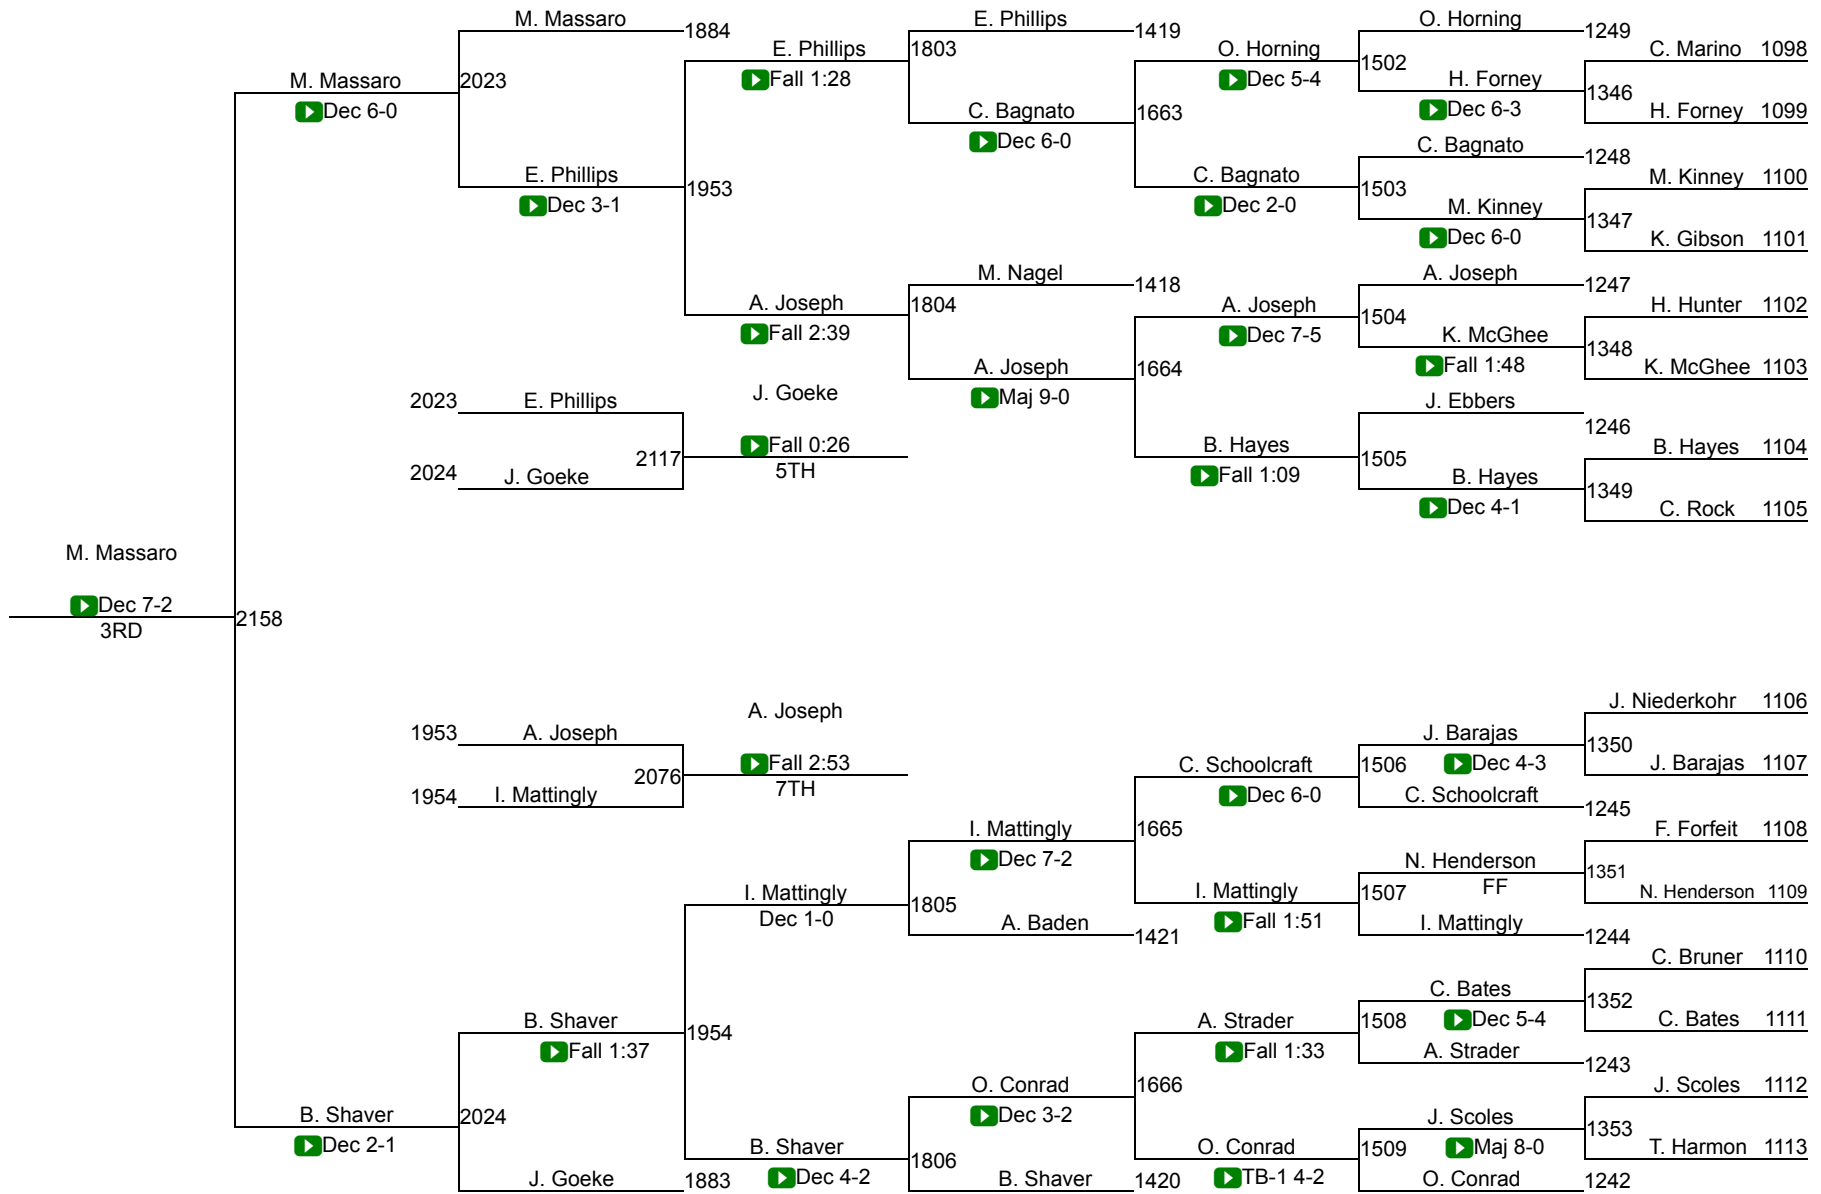 M. Massaro
1884
E. Phillips
1419
O. Horning
1249
E. Phillips
1803
O. Horning
1502
C. Marino 1098
M. Massaro
2023
Fall 1:28
Dec 5-4
H. Forney
1346
Dec 6-0
C. Bagnato
1663
Dec 6-3
H. Forney 1099
Dec 6-0
C. Bagnato
1248
E. Phillips
1953
C. Bagnato
1503
M. Kinney 1100
Dec 3-1
Dec 2-0
M. Kinney
1347
Dec 6-0
K. Gibson 1101
M. Nagel
1418
A. Joseph
1247
A. Joseph
1804
A. Joseph
1504
H. Hunter 1102
Fall 2:39
Dec 7-5
K. McGhee
1348
A. Joseph
1664
Fall 1:48
K. McGhee 1103
2023
E. Phillips
J. Goeke
Maj 9-0
J. Ebbers
1246
2117
Fall 0:26
B. Hayes
1505
B. Hayes 1104
2024
J. Goeke
5TH
Fall 1:09
B. Hayes
1349
Dec 4-1
C. Rock 1105
M. Massaro
Dec 7-2
3RD
2158
J. Niederkohr 1106
1953
A. Joseph
A. Joseph
J. Barajas
1350
2076
Fall 2:53
C. Schoolcraft
1506
Dec 4-3
J. Barajas 1107
1954
I. Mattingly
7TH
Dec 6-0
C. Schoolcraft
1245
I. Mattingly
1665
F. Forfeit 1108
Dec 7-2
N. Henderson
1351
I. Mattingly
1805
I. Mattingly
1507
FF
N. Henderson 1109
Dec 1-0
A. Baden
1421
Fall 1:51
I. Mattingly
1244
C. Bruner 1110
C. Bates
1352
B. Shaver
1954
A. Strader
1508
Dec 5-4
C. Bates 1111
Fall 1:37
Fall 1:33
A. Strader
1243
O. Conrad
1666
J. Scoles 1112
B. Shaver
2024
Dec 3-2
J. Scoles
1353
Dec 2-1
B. Shaver
1806
O. Conrad
1509
Maj 8-0
T. Harmon 1113
J. Goeke
1883
Dec 4-2
B. Shaver
1420
TB-1 4-2
O. Conrad
1242